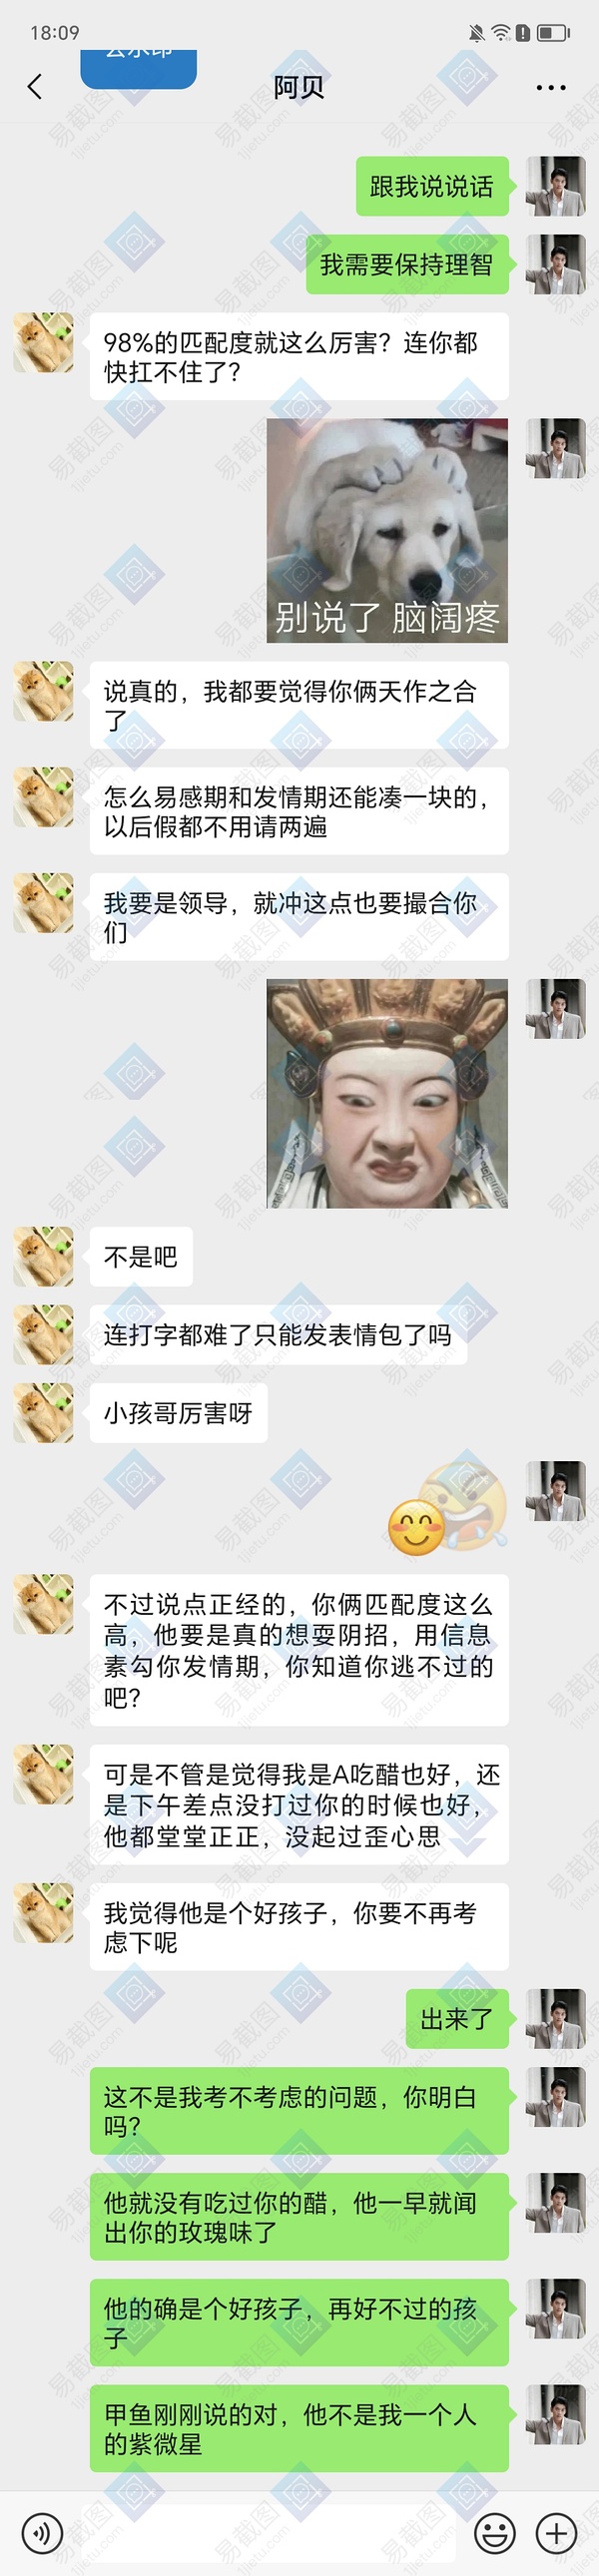 18:09
去水印
阿贝
跟我说说话
我需要保持理智
98%的匹配度就这么厉害？连你都
快扛不住了？
别说了 脑阔疼
说真的，我都要觉得你俩天作之合
了
怎么易感期和发情期还能凑一块的，
以后假都不用请两遍
我要是领导，就冲这点也要撮合你
们
不是吧
连打字都难了只能发表情包了吗
小孩哥厉害呀
不过说点正经的，你俩匹配度这么
高，他要是真的想耍阴招，用信息
素勾你发情期，你知道你逃不过的
吧？
可是不管是觉得我是A吃醋也好，还
是下午差点没打过你的时候也好，
他都堂堂正正，没起过歪心思
我觉得他是个好孩子，你要不再考
虑下呢
出来了
这不是我考不考虑的问题，你明白
吗？
他就没有吃过你的醋，他一早就闻
出你的玫瑰味了
他的确是个好孩子，再好不过的孩
子
甲鱼刚刚说的对，他不是我一个人
的紫微星
易截图
1jietu.com